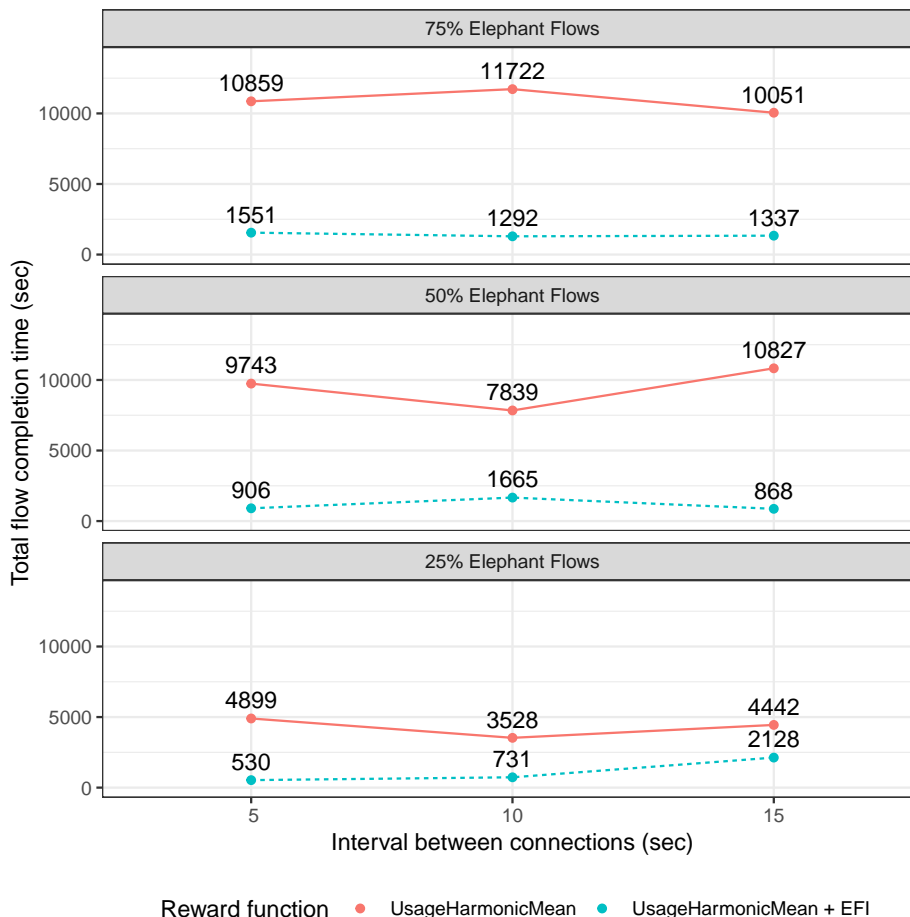 75% Elephant Flows
10859 11722 10051
10000
5000
1551 1292 1337
0
50% Elephant Flows
9743 7839 10827
10000
5000
906 1665 868
0
25% Elephant Flows
10000
4899 3528 4442
5000
530 731 2128
0
5 10 15
Total flow completion time (sec)
Interval between connections (sec)
Reward function UsageHarmonicMean UsageHarmonicMean + EFI